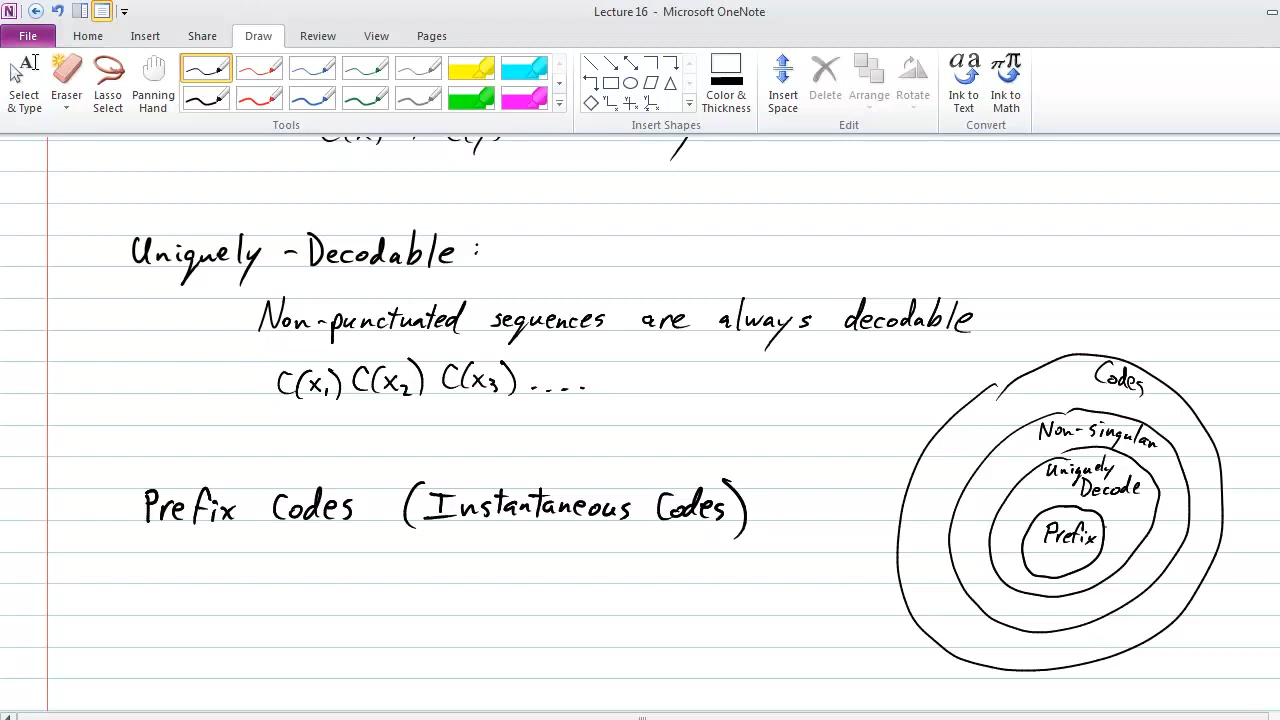 Lecture 16 - Microsoft OneNote
File Home Insert Share Draw Review View Pages
Select & Type
Eraser
Lasso Select
Panning Hand
Color & Thickness
Insert Space
Delete
Arrange
Rotate
Ink to Text
Ink to Math
Tools
Insert Shapes
Edit
Convert
Uniquely - Decodable :
Non-punctuated sequences are always decodable
C(x₁) C(x₂) C(x₃) ....
Prefix Codes (Instantaneous Codes)
Codes
Non-singular
Uniquely
Decode
Prefix